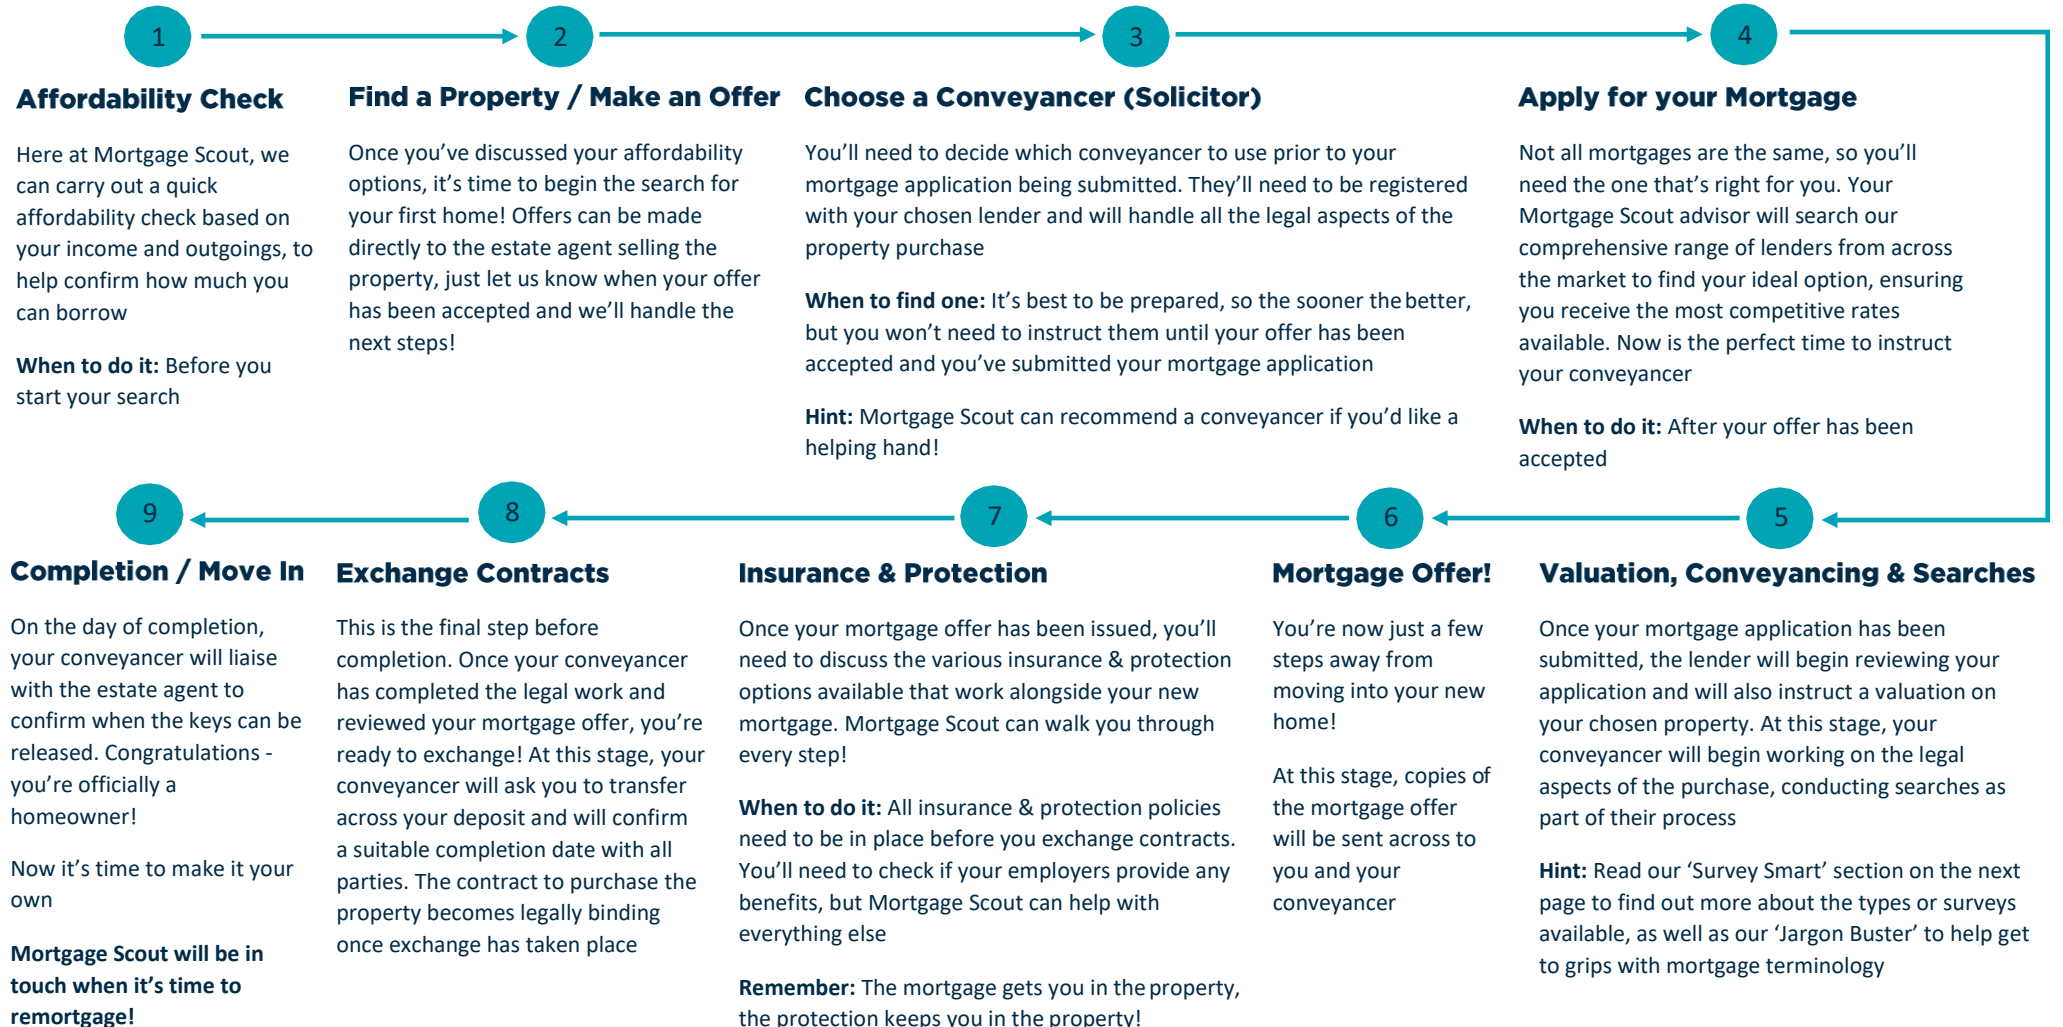 1
2
3
4
Affordability Check
Here at Mortgage Scout, we
can carry out a quick
affordability check based on
your income and outgoings, to
help confirm how much you
can borrow
When to do it: Before you
start your search
Find a Property / Make an Offer
Once you’ve discussed your affordability
options, it’s time to begin the search for
your first home! Offers can be made
directly to the estate agent selling the
property, just let us know when your offer
has been accepted and we’ll handle the
next steps!
Choose a Conveyancer (Solicitor)
You’ll need to decide which conveyancer to use prior to your
mortgage application being submitted. They’ll need to be registered
with your chosen lender and will handle all the legal aspects of the
property purchase
When to find one: It’s best to be prepared, so the sooner the better,
but you won’t need to instruct them until your offer has been
accepted and you’ve submitted your mortgage application
Hint: Mortgage Scout can recommend a conveyancer if you’d like a
helping hand!
Apply for your Mortgage
Not all mortgages are the same, so you’ll
need the one that’s right for you. Your
Mortgage Scout advisor will search our
comprehensive range of lenders from across
the market to find your ideal option, ensuring
you receive the most competitive rates
available. Now is the perfect time to instruct
your conveyancer
When to do it: After your offer has been
accepted
5
Valuation, Conveyancing & Searches
Once your mortgage application has been
submitted, the lender will begin reviewing your
application and will also instruct a valuation on
your chosen property. At this stage, your
conveyancer will begin working on the legal
aspects of the purchase, conducting searches as
part of their process
Hint: Read our ‘Survey Smart’ section on the next
page to find out more about the types or surveys
available, as well as our ‘Jargon Buster’ to help get
to grips with mortgage terminology
6
Mortgage Offer!
You’re now just a few
steps away from
moving into your new
home!
At this stage, copies of
the mortgage offer
will be sent across to
you and your
conveyancer
7
Insurance & Protection
Once your mortgage offer has been issued, you’ll
need to discuss the various insurance & protection
options available that work alongside your new
mortgage. Mortgage Scout can walk you through
every step!
When to do it: All insurance & protection policies
need to be in place before you exchange contracts.
You’ll need to check if your employers provide any
benefits, but Mortgage Scout can help with
everything else
Remember: The mortgage gets you in the property,
the protection keeps you in the property!
8
Exchange Contracts
This is the final step before
completion. Once your conveyancer
has completed the legal work and
reviewed your mortgage offer, you’re
ready to exchange! At this stage, your
conveyancer will ask you to transfer
across your deposit and will confirm
a suitable completion date with all
parties. The contract to purchase the
property becomes legally binding
once exchange has taken place
9
Completion / Move In
On the day of completion,
your conveyancer will liaise
with the estate agent to
confirm when the keys can be
released. Congratulations -
you’re officially a
homeowner!
Now it’s time to make it your
own
Mortgage Scout will be in
touch when it’s time to
remortgage!